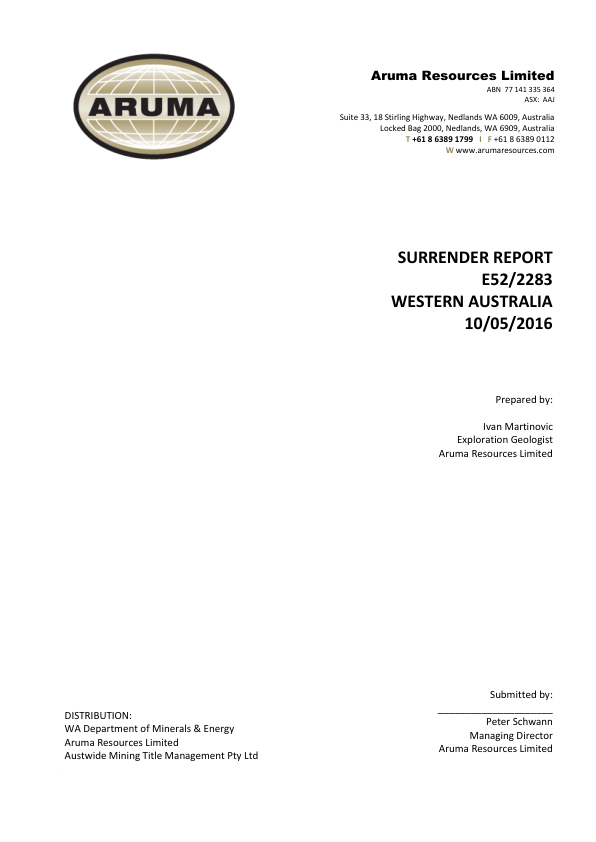 ARUMA
Aruma Resources Limited
ABN 77 141 335 364
ASX: AAJ
Suite 33, 18 Stirling Highway, Nedlands WA 6009, Australia
Locked Bag 2000, Nedlands, WA 6909, Australia
T +61 8 6389 1799 I F +61 8 6389 0112
W www.arumaresources.com
SURRENDER REPORT
E52/2283
WESTERN AUSTRALIA
10/05/2016
Prepared by:
Ivan Martinovic
Exploration Geologist
Aruma Resources Limited
Submitted by:
______________________
Peter Schwann
Managing Director
Aruma Resources Limited
DISTRIBUTION:
WA Department of Minerals & Energy
Aruma Resources Limited
Austwide Mining Title Management Pty Ltd